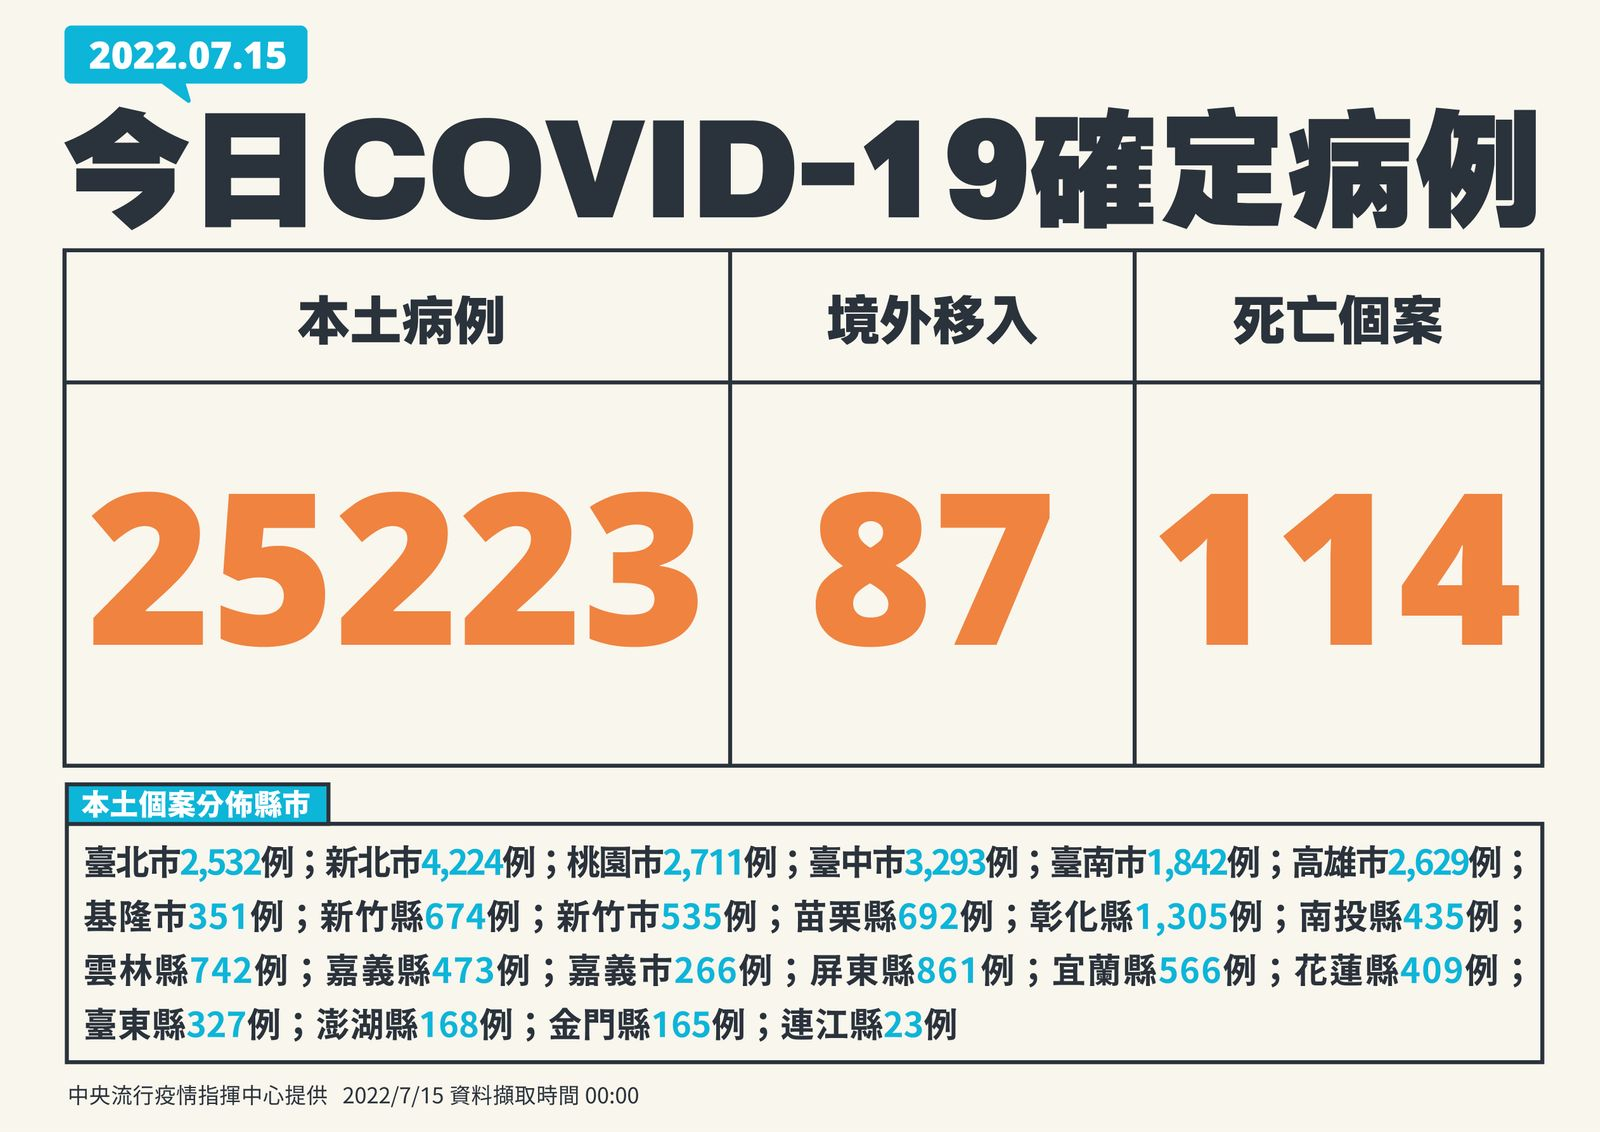 2022.07.15
今日COVID-19確定病例
本土病例 境外移入 死亡個案
25223 87 114
本土個案分佈縣市
臺北市2,532例；新北市4,224例；桃園市2,711例；臺中市3,293例；臺南市1,842例；高雄市2,629例；
基隆市351例；新竹縣674例；新竹市535例；苗栗縣692例；彰化縣1,305例；南投縣435例；
雲林縣742例；嘉義縣473例；嘉義市266例；屏東縣861例；宜蘭縣566例；花蓮縣409例；
臺東縣327例；澎湖縣168例；金門縣165例；連江縣23例
中央流行疫情指揮中心提供 2022/7/15 資料擷取時間 00:00